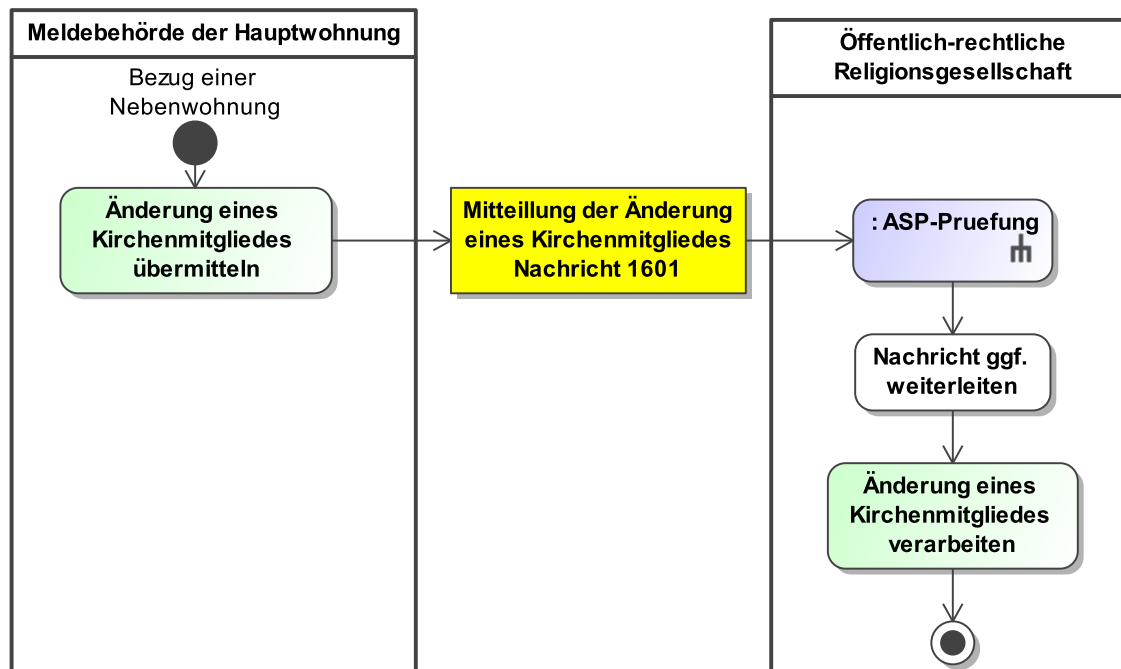 Meldebehörde der Hauptwohnung
Bezug einer
Nebenwohnung
Änderung eines
Kirchenmitgliedes
übermitteln
Mitteillung der Änderung
eines Kirchenmitgliedes
Nachricht 1601
Öffentlich-rechtliche
Religionsgesellschaft
: ASP-Pruefung
Nachricht ggf.
weiterleiten
Änderung eines
Kirchenmitgliedes
verarbeiten